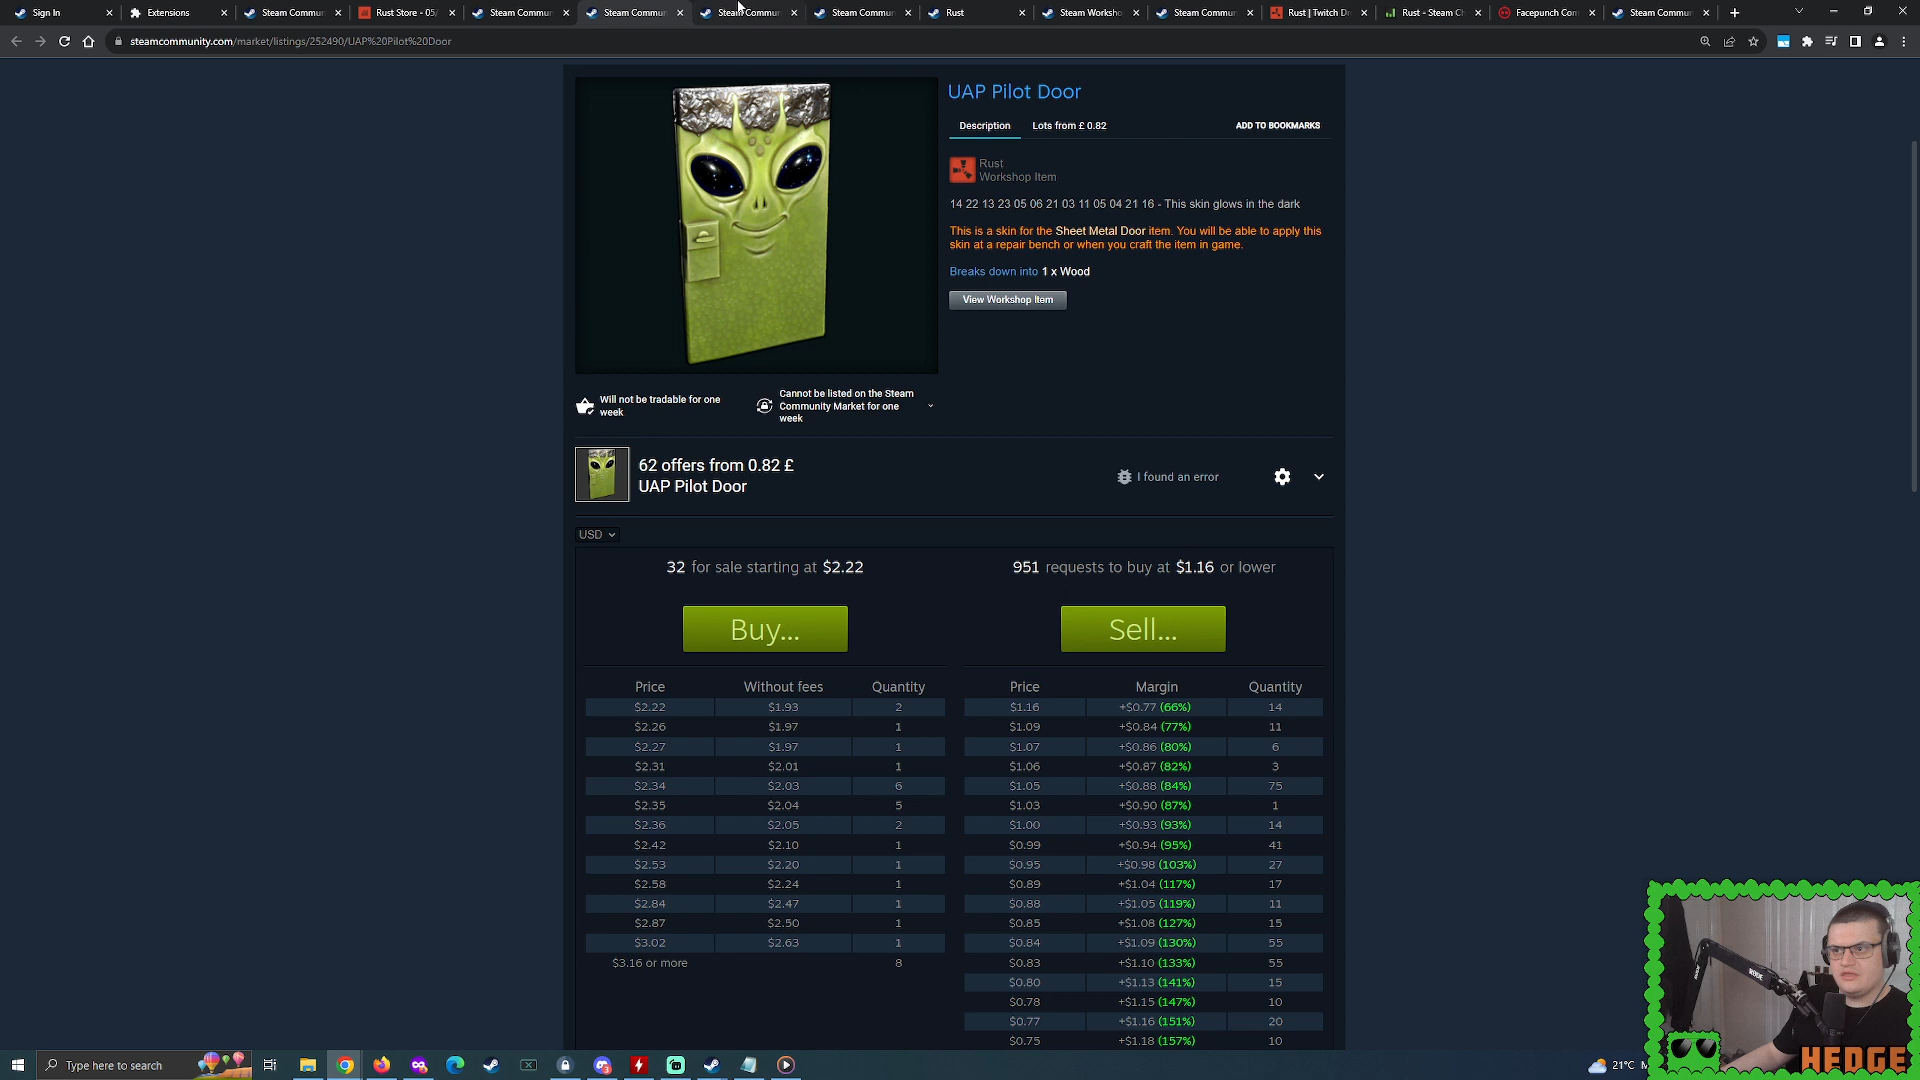 Sign In
Extensions
Steam Commu
Rust Store - 05/
Steam Commun
Steam Commun
Steam Commun
Steam Commun
Rust
Steam Worksho
Steam Commun
Rust | Twitch Dr
Rust - Steam Ch
Facepunch Com
Steam Commun
steamcommunity.com/market/listings/252490/UAP%20Pilot%20Door
UAP Pilot Door
Description
Lots from £ 0.82
ADD TO BOOKMARKS
Rust
Workshop Item
14 22 13 23 05 06 21 03 11 05 04 21 16 - This skin glows in the dark
This is a skin for the Sheet Metal Door item. You will be able to apply this
skin at a repair bench or when you craft the item in game.
Breaks down into 1 x Wood
View Workshop Item
Will not be tradable for one
week
Cannot be listed on the Steam
Community Market for one
week
62 offers from 0.82 £
UAP Pilot Door
I found an error
USD
32 for sale starting at $2.22
951 requests to buy at $1.16 or lower
Buy...
Sell...
Price Without fees Quantity
Price Margin Quantity
$2.22 $1.93 2
$1.16 +$0.77 (66%) 14
$2.26 $1.97 1
$1.09 +$0.84 (77%) 11
$2.27 $1.97 1
$1.07 +$0.86 (80%) 6
$2.31 $2.01 1
$1.06 +$0.87 (82%) 3
$2.34 $2.03 6
$1.05 +$0.88 (84%) 75
$2.35 $2.04 5
$1.03 +$0.90 (87%) 1
$2.36 $2.05 2
$1.00 +$0.93 (93%) 14
$2.42 $2.10 1
$0.99 +$0.94 (95%) 41
$2.53 $2.20 1
$0.95 +$0.98 (103%) 27
$2.58 $2.24 1
$0.89 +$1.04 (117%) 17
$2.84 $2.47 1
$0.88 +$1.05 (119%) 11
$2.87 $2.50 1
$0.85 +$1.08 (127%) 15
$3.02 $2.63 1
$0.84 +$1.09 (130%) 55
$3.16 or more 8
$0.83 +$1.10 (133%) 55
$0.80 +$1.13 (141%) 15
$0.78 +$1.15 (147%) 10
$0.77 +$1.16 (151%) 20
$0.75 +$1.18 (157%) 10
RODE
HEDGE
Type here to search
21°C